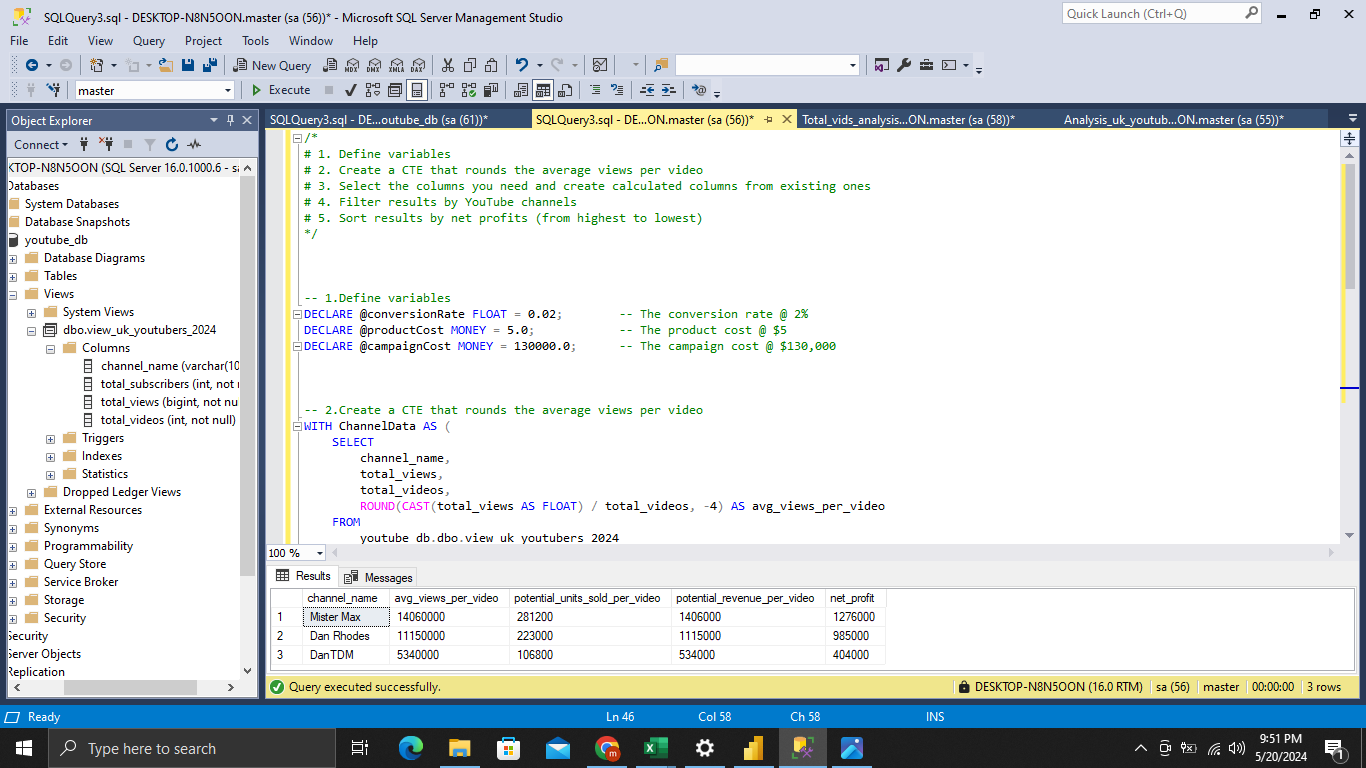 SQLQuery3.sql - DESKTOP-N8N5OON.master (sa (56))* - Microsoft SQL Server Management Studio
Quick Launch (Ctrl+Q)
File Edit View Query Project Tools Window Help
New Query MDX DMX XMLA DAX
master Execute
Object Explorer
SQLQuery3.sql - DE...outube_db (sa (61))* SQLQuery3.sql - DE...ON.master (sa (56))* Total_vids_analysis...ON.master (sa (58))* Analysis_uk_youtub...ON.master (sa (55))*
Connect
KTOP-N8N5OON (SQL Server 16.0.1000.6 - sa
Databases
System Databases
Database Snapshots
youtube_db
Database Diagrams
Tables
Views
System Views
dbo.view_uk_youtubers_2024
Columns
channel_name (varchar(10
total_subscribers (int, not
total_views (bigint, not nu
total_videos (int, not null)
Triggers
Indexes
Statistics
Dropped Ledger Views
External Resources
Synonyms
Programmability
Query Store
Service Broker
Storage
Security
Security
Server Objects
Replication
/*
# 1. Define variables
# 2. Create a CTE that rounds the average views per video
# 3. Select the columns you need and create calculated columns from existing ones
# 4. Filter results by YouTube channels
# 5. Sort results by net profits (from highest to lowest)
*/
-- 1.Define variables
DECLARE @conversionRate FLOAT = 0.02; -- The conversion rate @ 2%
DECLARE @productCost MONEY = 5.0; -- The product cost @ $5
DECLARE @campaignCost MONEY = 130000.0; -- The campaign cost @ $130,000
-- 2.Create a CTE that rounds the average views per video
WITH ChannelData AS (
SELECT
channel_name,
total_views,
total_videos,
ROUND(CAST(total_views AS FLOAT) / total_videos, -4) AS avg_views_per_video
FROM
youtube_db.dbo.view_uk_youtubers_2024
100 %
Results Messages
channel_name avg_views_per_video potential_units_sold_per_video potential_revenue_per_video net_profit
1 Mister Max 14060000 281200 1406000 1276000
2 Dan Rhodes 11150000 223000 1115000 985000
3 DanTDM 5340000 106800 534000 404000
Query executed successfully. DESKTOP-N8N5OON (16.0 RTM) sa (56) master 00:00:00 3 rows
Ready Ln 46 Col 58 Ch 58 INS
Type here to search
9:51 PM
5/20/2024
1